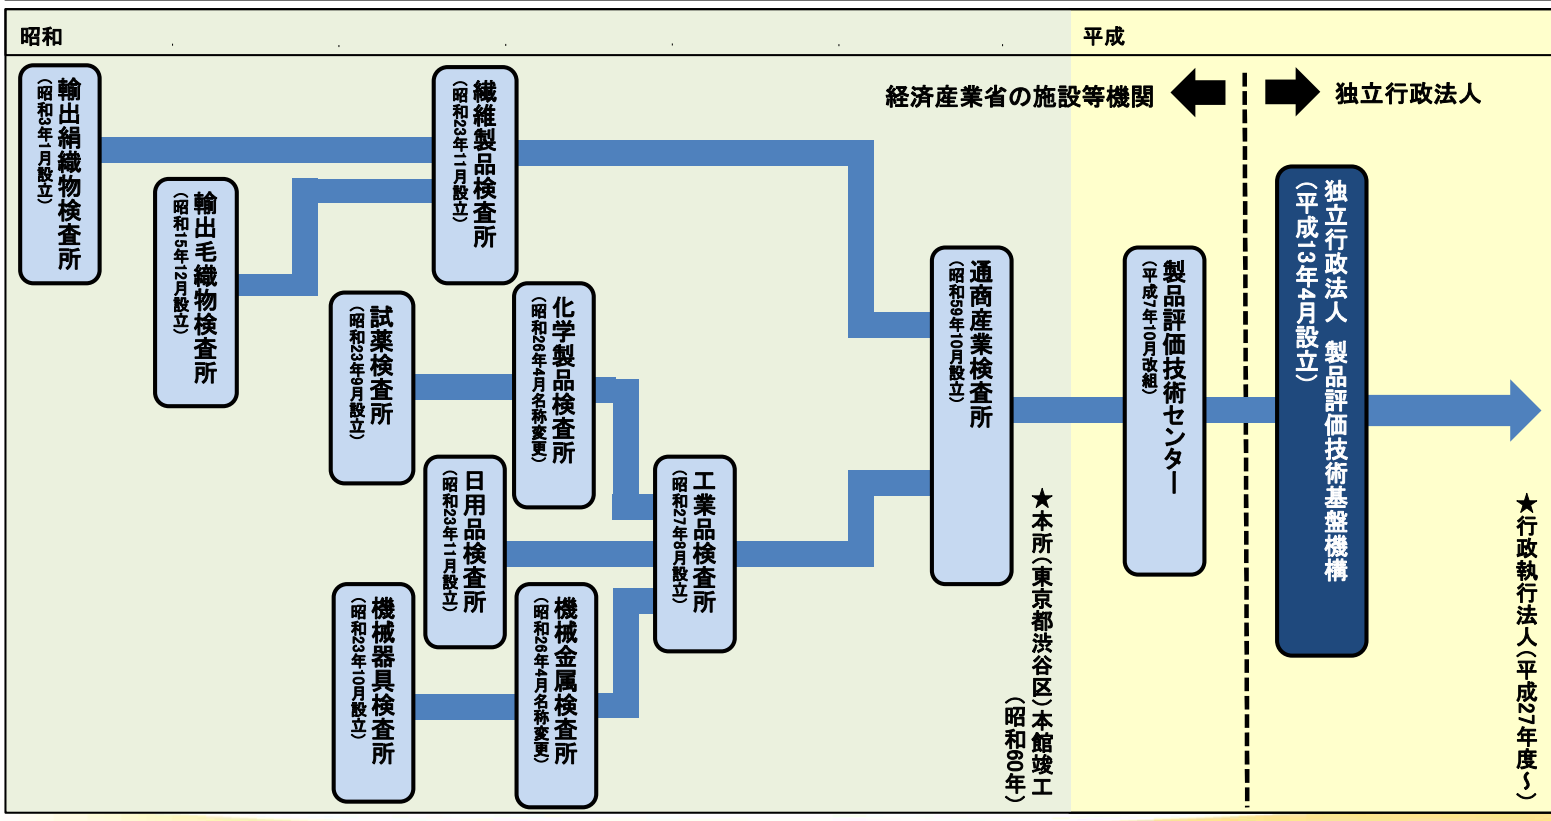 昭和
平成
経済産業省の施設等機関
独立行政法人
輸出絹織物検査所
（昭和3年1月設立）
輸出毛織物検査所
（昭和15年12月設立）
繊維製品検査所
（昭和23年11月設立）
試薬検査所
（昭和23年9月設立）
化学製品検査所
（昭和26年4月名称変更）
日用品検査所
（昭和23年11月設立）
機械器具検査所
（昭和23年10月設立）
機械金属検査所
（昭和26年4月名称変更）
工業品検査所
（昭和27年8月設立）
通商産業検査所
（昭和59年10月設立）
★本所（東京都渋谷区）本館竣工
（昭和60年）
製品評価技術センター
（平成7年10月改組）
独立行政法人 製品評価技術基盤機構
（平成13年4月設立）
★行政執行法人（平成27年度～）